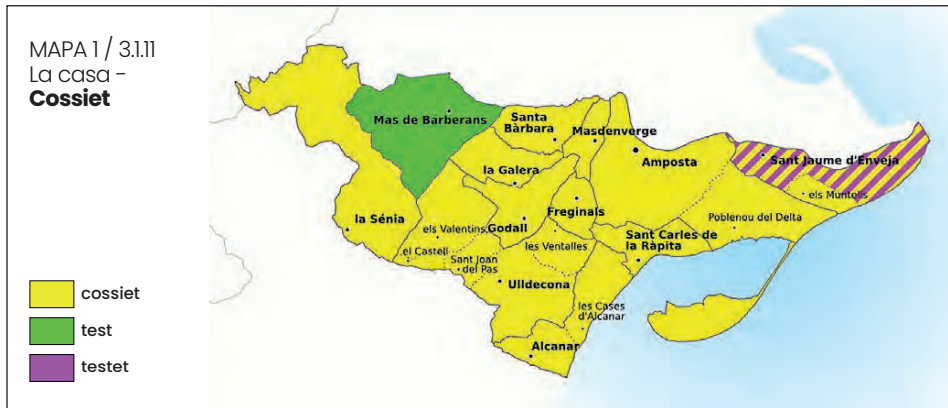 MAPA 1 / 3.1.11
La casa -
Cossiet
cossiet
test
testet
Mas de Barberans
Santa
Bàrbara
Masdenverge
Amposta
Sant Jaume d'Enveja
els Muntells
la Galera
la Sénia
Freginals
els Valentins
Godall
Poblenou del Delta
Sant Carles de
la Ràpita
les Ventalles
el Castell
Sant Joan
del Pas
Ulldecona
les Cases
d'Alcanar
Alcanar